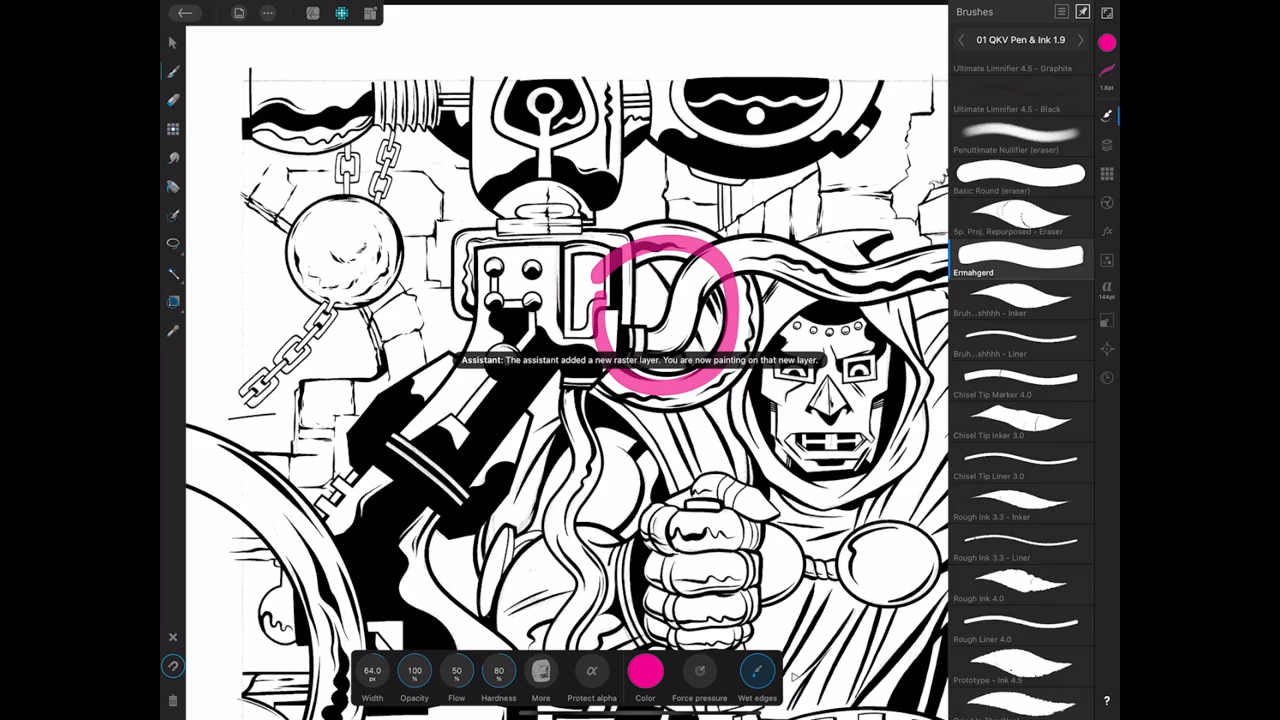 Brushes
01 QKV Pen & Ink 1.9
Ultimate Limnifier 4.5 - Graphite
1.8pt
Ultimate Limnifier 4.5 - Black
Penultimate Nullifier (eraser)
Basic Round (eraser)
Sp. Proj. Repurposed - Eraser
fx
Ermahgerd
a
144pt
Bruh...shhhh - Inker
Bruh...shhhh - Liner
Assistant: The assistant added a new raster layer. You are now painting on that new layer.
Chisel Tip Marker 4.0
Chisel Tip Inker 3.0
Chisel Tip Liner 3.0
Rough Ink 3.3 - Inker
Rough Ink 3.3 - Liner
Rough Ink 4.0
Rough Liner 4.0
Prototype - Ink 4.5
64.0 px
100 %
50 %
80 %
α
Width
Opacity
Flow
Hardness
More
Protect alpha
Color
Force pressure
Wet edges
?